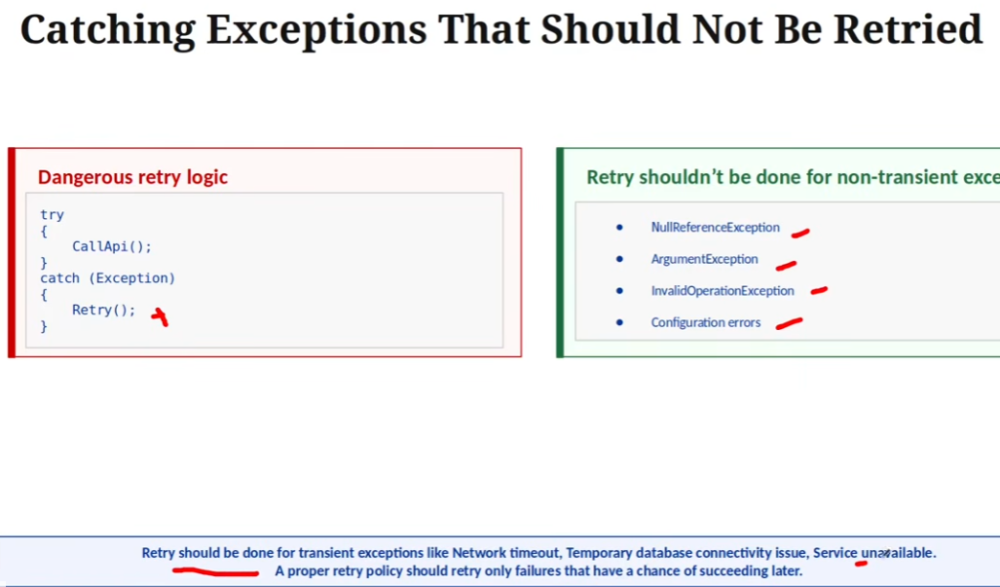 Catching Exceptions That Should Not Be Retried
Dangerous retry logic
try
{
    CallApi();
}
catch (Exception)
{
    Retry();
}
Retry shouldn't be done for non-transient exce
NullReferenceException
ArgumentException
InvalidOperationException
Configuration errors
Retry should be done for transient exceptions like Network timeout, Temporary database connectivity issue, Service unavailable.
A proper retry policy should retry only failures that have a chance of succeeding later.